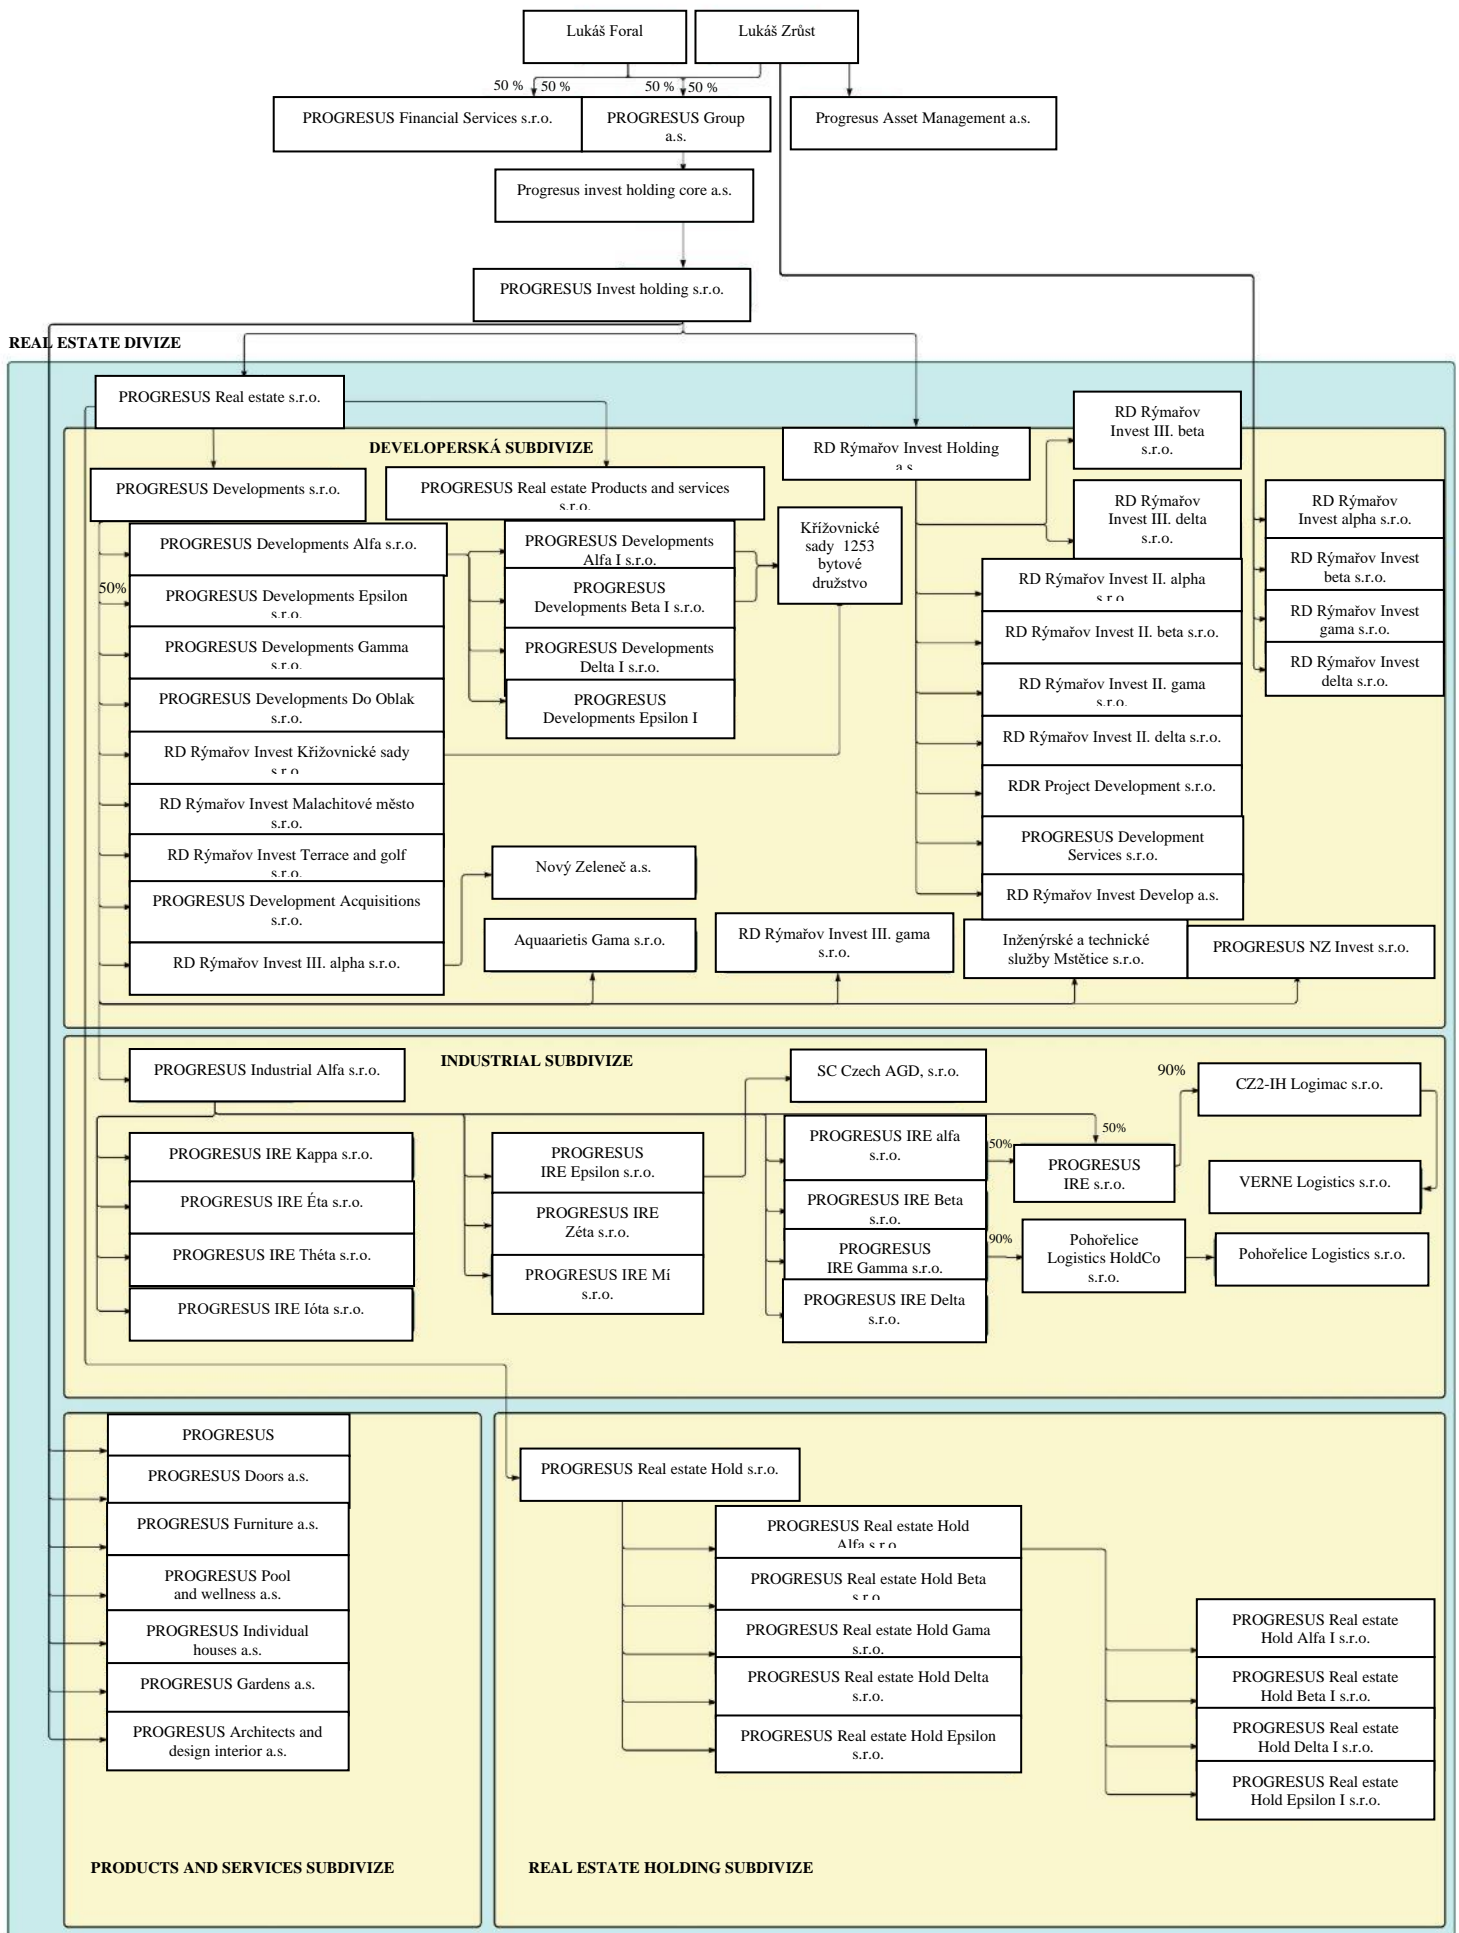 Lukáš Foral
Lukáš Zrůst
50 %
50 %
50 %
50 %
PROGRESUS Financial Services s.r.o.
PROGRESUS Group
a.s.
Progresus Asset Management a.s.
Progresus invest holding core a.s.
PROGRESUS Invest holding s.r.o.
REAL ESTATE DIVIZE
PROGRESUS Real estate s.r.o.
DEVELOPERSKÁ SUBDIVIZE
PROGRESUS Developments s.r.o.
PROGRESUS Real estate Products and services
s.r.o.
RD Rýmařov Invest Holding
a.s.
RD Rýmařov
Invest III. beta
s.r.o.
RD Rýmařov
Invest III. delta
s.r.o.
RD Rýmařov
Invest alpha s.r.o.
RD Rýmařov Invest
beta s.r.o.
RD Rýmařov Invest
gama s.r.o.
RD Rýmařov Invest
delta s.r.o.
PROGRESUS Developments Alfa s.r.o.
50%
PROGRESUS Developments Epsilon
s.r.o.
PROGRESUS Developments Gamma
s.r.o.
PROGRESUS Developments Do Oblak
s.r.o.
RD Rýmařov Invest Křižovnické sady
s.r.o.
RD Rýmařov Invest Malachitové město
s.r.o.
RD Rýmařov Invest Terrace and golf
s.r.o.
PROGRESUS Development Acquisitions
s.r.o.
RD Rýmařov Invest III. alpha s.r.o.
PROGRESUS Developments
Alfa I s.r.o.
PROGRESUS
Developments Beta I s.r.o.
PROGRESUS Developments
Delta I s.r.o.
PROGRESUS
Developments Epsilon I
Křížovnické
sady 1253
bytové
družstvo
RD Rýmařov Invest II. alpha
s.r.o.
RD Rýmařov Invest II. beta s.r.o.
RD Rýmařov Invest II. gama
s.r.o.
RD Rýmařov Invest II. delta s.r.o.
RDR Project Development s.r.o.
PROGRESUS Development
Services s.r.o.
RD Rýmařov Invest Develop a.s.
Nový Zeleneč a.s.
Aquaarietis Gama s.r.o.
RD Rýmařov Invest III. gama
s.r.o.
Inženýrské a technické
služby Mstětice s.r.o.
PROGRESUS NZ Invest s.r.o.
INDUSTRIAL SUBDIVIZE
PROGRESUS Industrial Alfa s.r.o.
SC Czech AGD, s.r.o.
90%
CZ2-IH Logimac s.r.o.
PROGRESUS IRE Kappa s.r.o.
PROGRESUS IRE Éta s.r.o.
PROGRESUS IRE Théta s.r.o.
PROGRESUS IRE Ióta s.r.o.
PROGRESUS
IRE Epsilon s.r.o.
PROGRESUS IRE
Zéta s.r.o.
PROGRESUS IRE Mí
s.r.o.
PROGRESUS IRE alfa
s.r.o.
PROGRESUS IRE Beta
s.r.o.
PROGRESUS
IRE Gamma s.r.o.
PROGRESUS IRE Delta
s.r.o.
50%
50%
PROGRESUS
IRE s.r.o.
VERNE Logistics s.r.o.
90%
Pohořelice
Logistics HoldCo
s.r.o.
Pohořelice Logistics s.r.o.
PROGRESUS
PROGRESUS Doors a.s.
PROGRESUS Furniture a.s.
PROGRESUS Pool
and wellness a.s.
PROGRESUS Individual
houses a.s.
PROGRESUS Gardens a.s.
PROGRESUS Architects and
design interior a.s.
PRODUCTS AND SERVICES SUBDIVIZE
PROGRESUS Real estate Hold s.r.o.
PROGRESUS Real estate Hold
Alfa s.r.o.
PROGRESUS Real estate Hold Beta
s.r.o.
PROGRESUS Real estate Hold Gama
s.r.o.
PROGRESUS Real estate Hold Delta
s.r.o.
PROGRESUS Real estate Hold Epsilon
s.r.o.
PROGRESUS Real estate
Hold Alfa I s.r.o.
PROGRESUS Real estate
Hold Beta I s.r.o.
PROGRESUS Real estate
Hold Delta I s.r.o.
PROGRESUS Real estate
Hold Epsilon I s.r.o.
REAL ESTATE HOLDING SUBDIVIZE